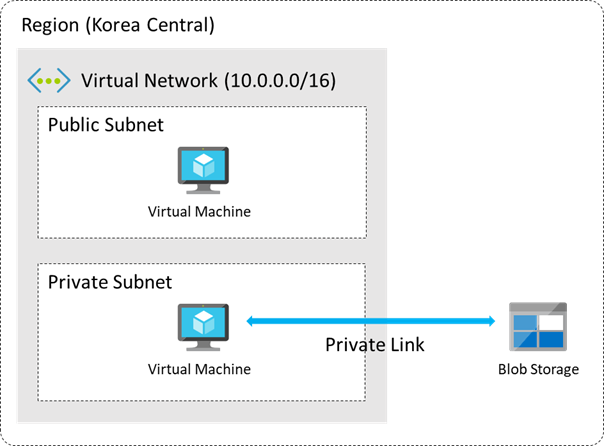 Region (Korea Central)
Virtual Network (10.0.0.0/16)
Public Subnet
Virtual Machine
Private Subnet
Virtual Machine
Private Link
Blob Storage